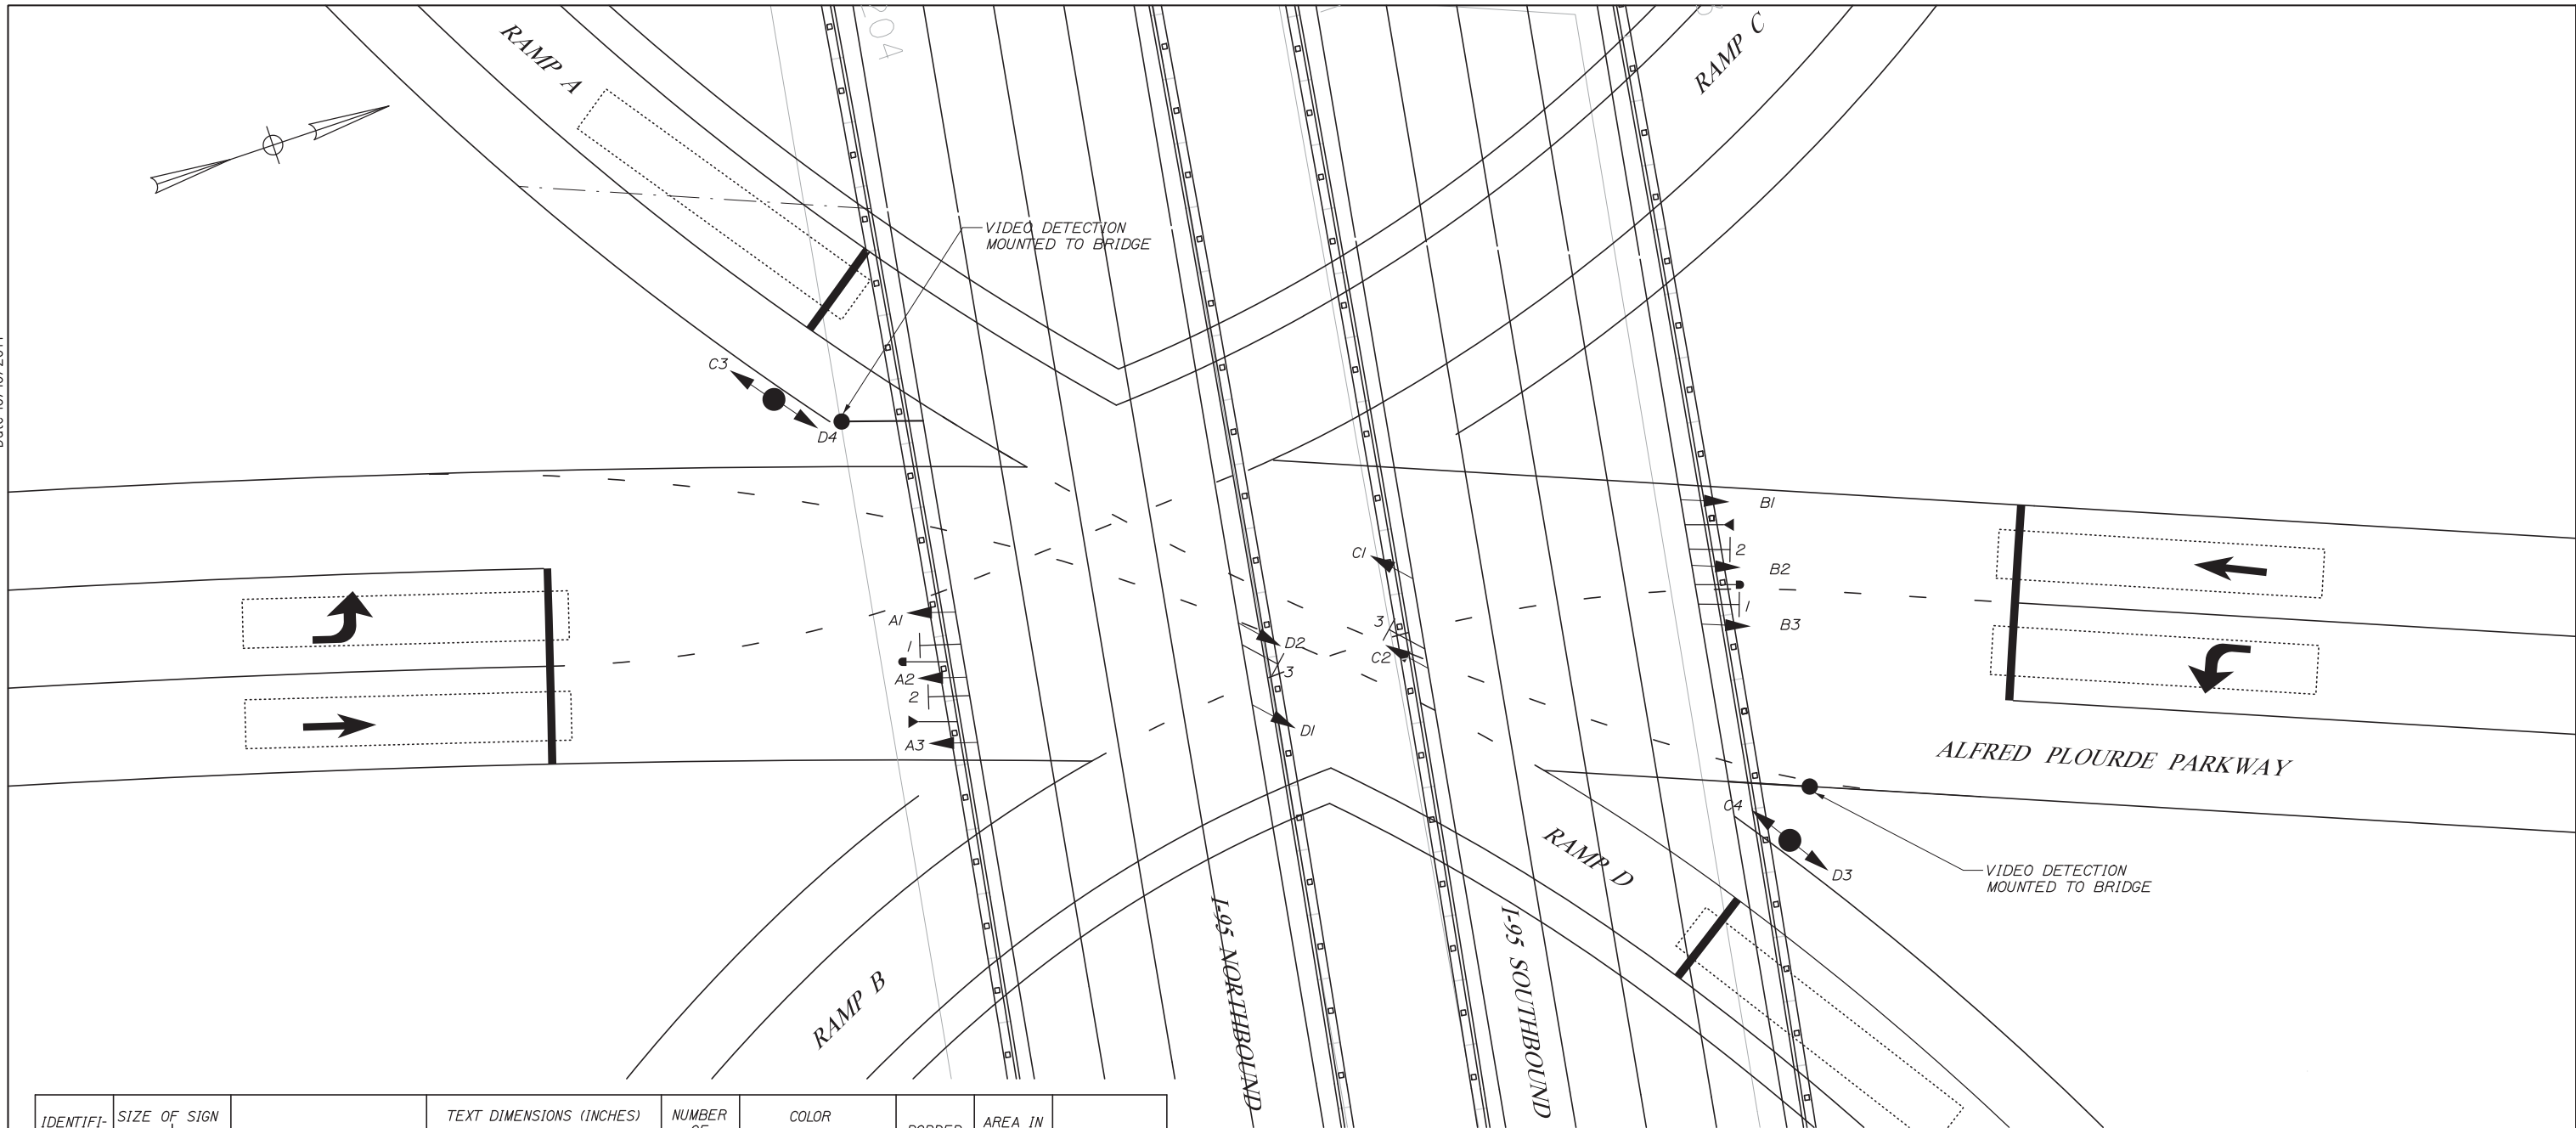 RAMP A
RAMP C
VIDEO DETECTION
MOUNTED TO BRIDGE
C3
D4
B1
2
B2
1
B3
C1
3
C2
A1
1
A2
2
A3
D2
3
D1
ALFRED PLOURDE PARKWAY
C4
D3
VIDEO DETECTION
MOUNTED TO BRIDGE
RAMP D
RAMP B
I-95 NORTHBOUND
I-95 SOUTHBOUND
IDENTIFI-
SIZE OF SIGN
TEXT DIMENSIONS (INCHES)
NUMBER
COLOR
AREA IN